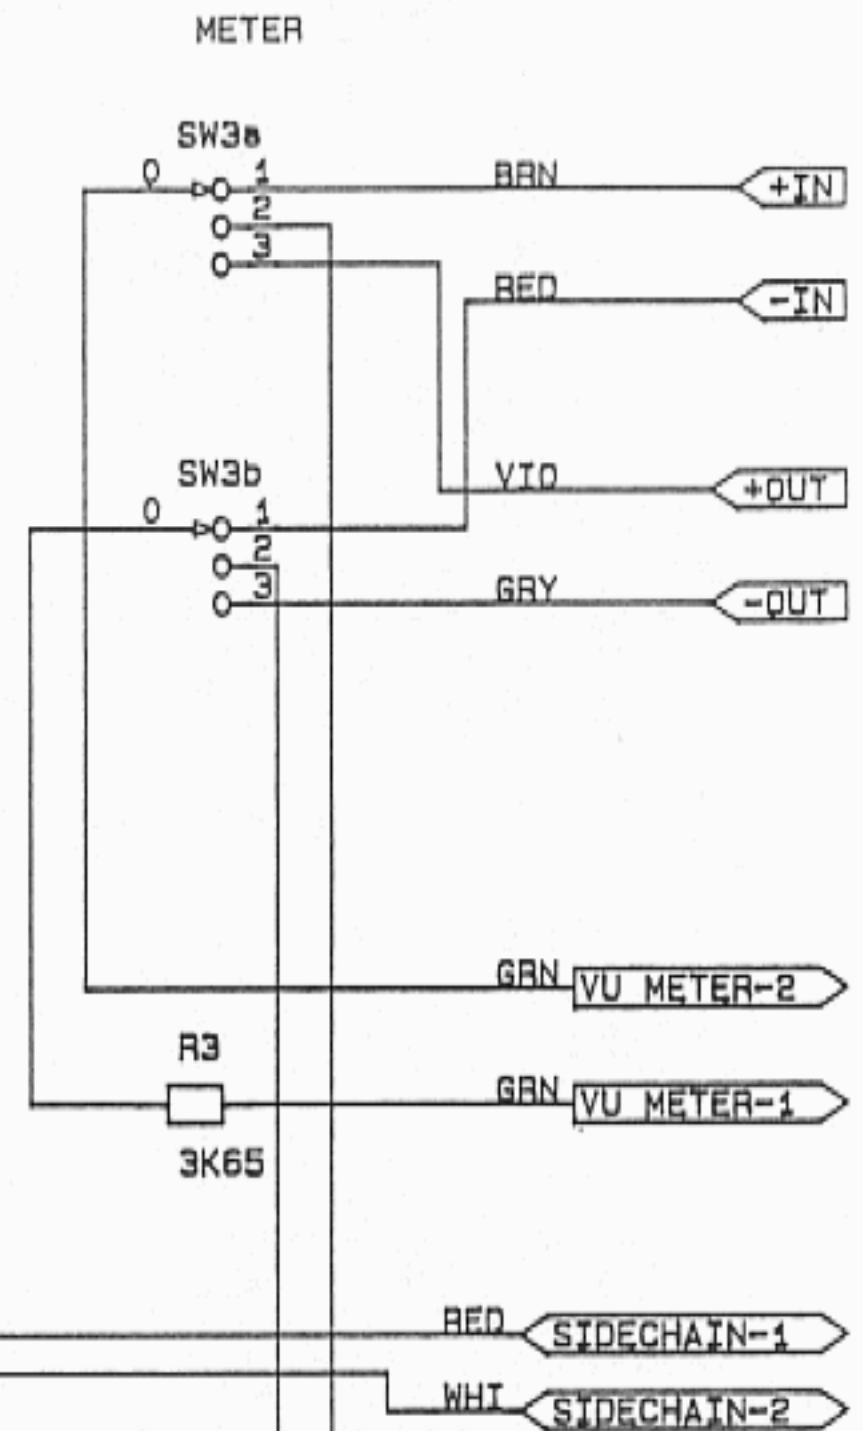 METER
SW3a
0 1 BRN +IN
2
3
RED -IN
SW3b
VIO +OUT
0 1
2
3 GRY -OUT
GRN VU METER-2
R3
GRN VU METER-1
3K65
RED SIDECHAIN-1
WHI SIDECHAIN-2